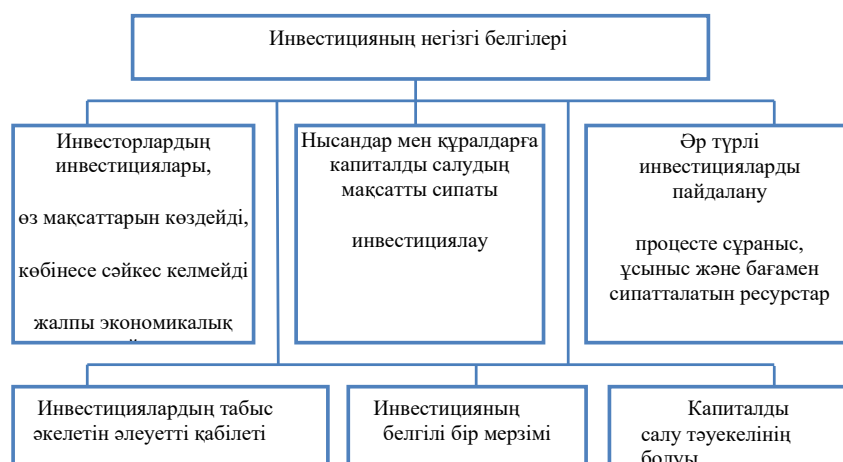 Инвестицияның негізгі белгілері
Инвесторлардың
инвестициялары,
өз мақсаттарын көздейді,
көбінесе сәйкес келмейді
жалпы экономикалық
Нысандар мен құралдарға
капиталды салудың
мақсатты сипаты
инвестициялау
Әр түрлі
инвестицияларды
пайдалану
процесте сұраныс,
ұсыныс және бағамен
сипатталатын ресурстар
Инвестициялардың табыс
әкелетін әлеуетті қабілеті
Инвестицияның
белгілі бір мерзімі
Капиталды
салу тәуекелінің
болуы